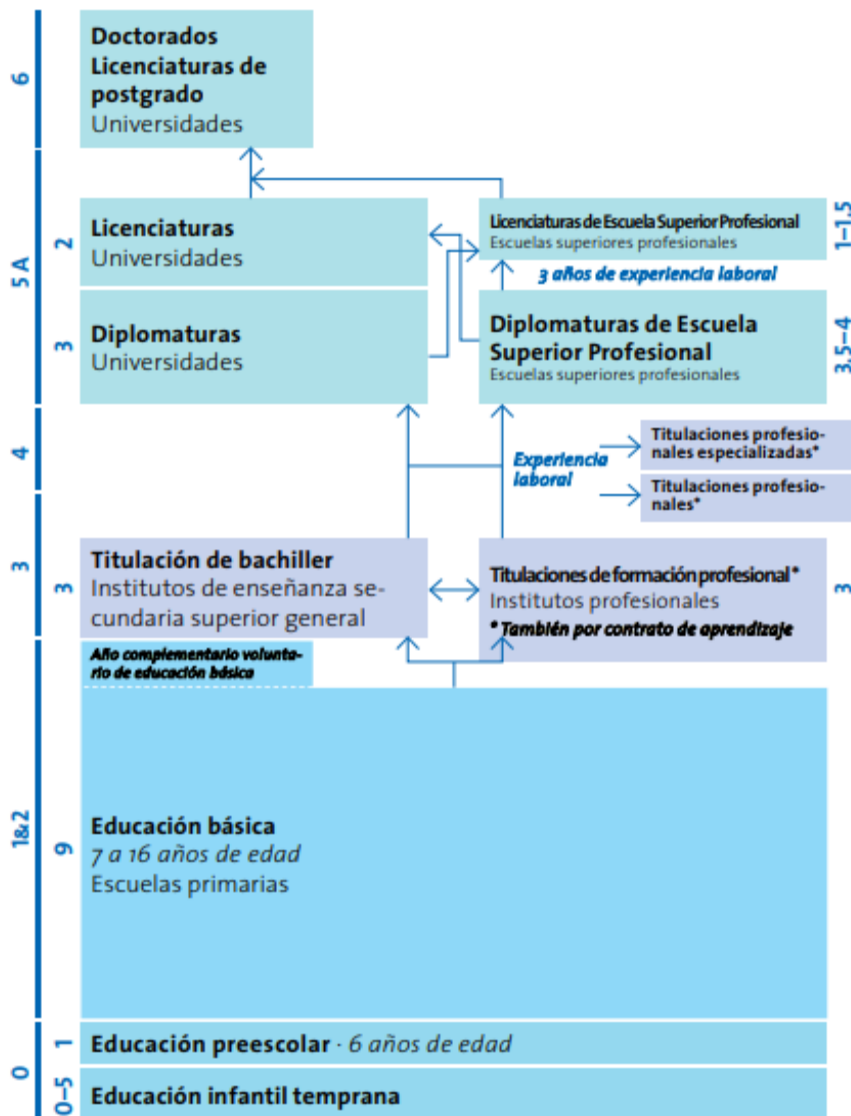 6
Doctorados
Licenciaturas de
postgrado
Universidades
5 A
2
Licenciaturas
Universidades
Licenciaturas de Escuela Superior Profesional
Escuelas superiores profesionales
1–1,5
3 años de experiencia laboral
3
Diplomaturas
Universidades
Diplomaturas de Escuela
Superior Profesional
Escuelas superiores profesionales
3,5–4
4
Experiencia
laboral
Titulaciones profesio-
nales especializadas*
Titulaciones profesio-
nales*
3
3
Titulación de bachiller
Institutos de enseñanza se-
cundaria superior general
Titulaciones de formación profesional*
Institutos profesionales
* También por contrato de aprendizaje
3
Año complementario volunta-
rio de educación básica
1&2
9
Educación básica
7 a 16 años de edad
Escuelas primarias
0
1
Educación preescolar · 6 años de edad
0–5
Educación infantil temprana